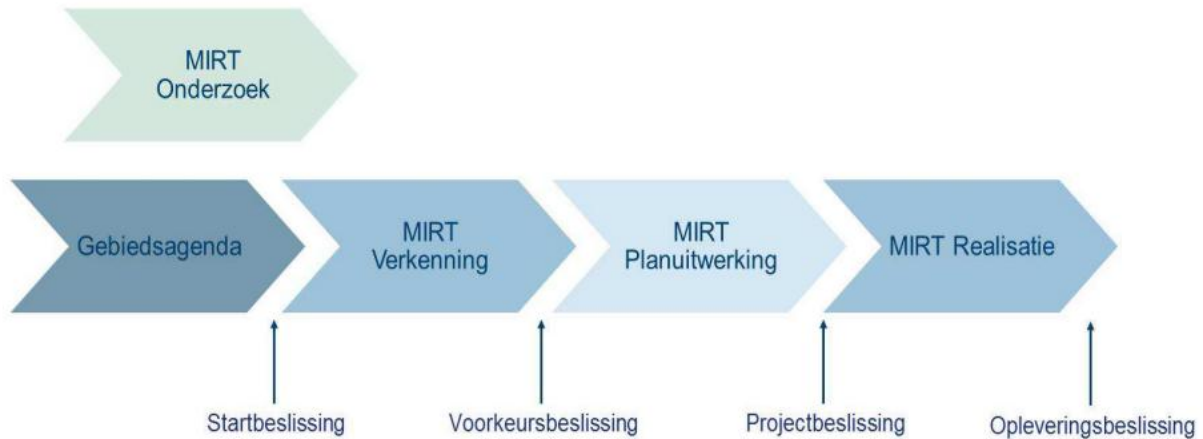 MIRT
Onderzoek
Gebiedsagenda
MIRT
Verkenning
MIRT
Planuitwerking
MIRT Realisatie
Startbeslissing
Voorkeursbeslissing
Projectbeslissing
Opleveringsbeslissing